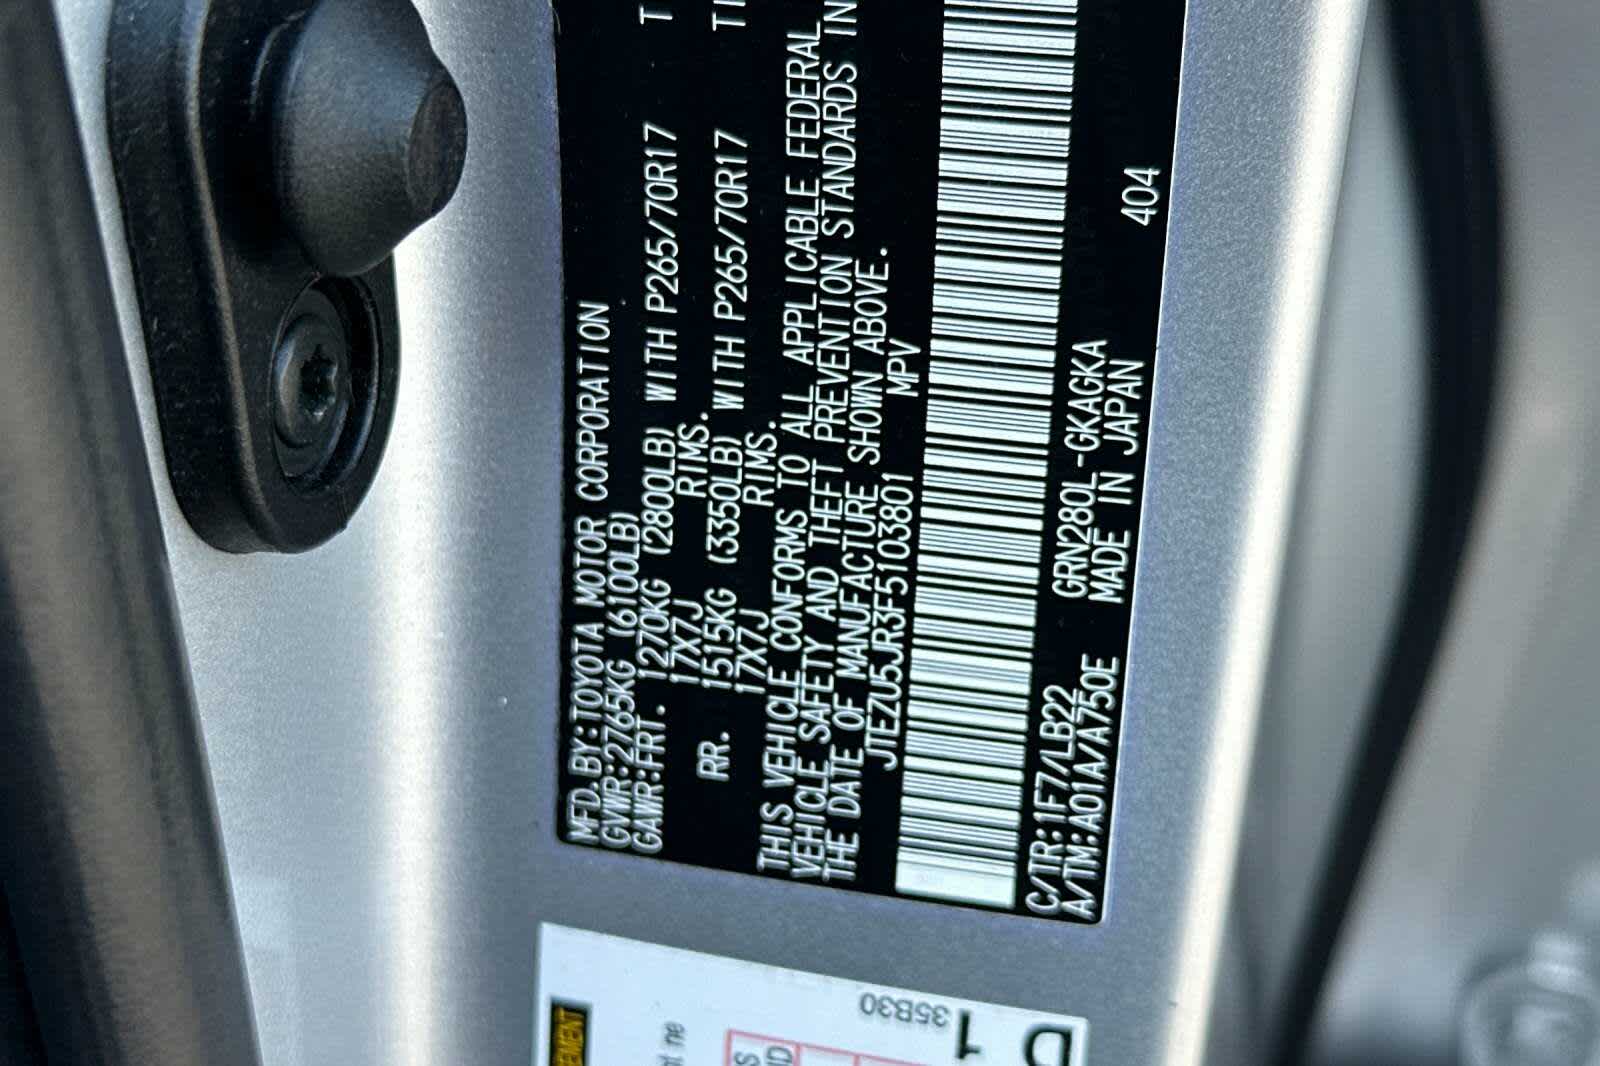 MFD.BY:TOYOTA MOTOR CORPORATION
GVWR:2765KG (6100LB)
GAWR:FRT. 1270KG (2800LB) WITH P265/70R17 T
17X7J RIMS.
RR. 1515KG (3350LB) WITH P265/70R17 TI
17X7J RIMS.
THIS VEHICLE CONFORMS TO ALL APPLICABLE FEDERAL
VEHICLE SAFETY AND THEFT PREVENTION STANDARDS IN
THE DATE OF MANUFACTURE SHOWN ABOVE.
JTEZU5JR3F5103801 MPV
C/TR:1F7/LB22 GRN280L-GKAGKA 404
A/TM:A01A/A750E MADE IN JAPAN
35B30
1